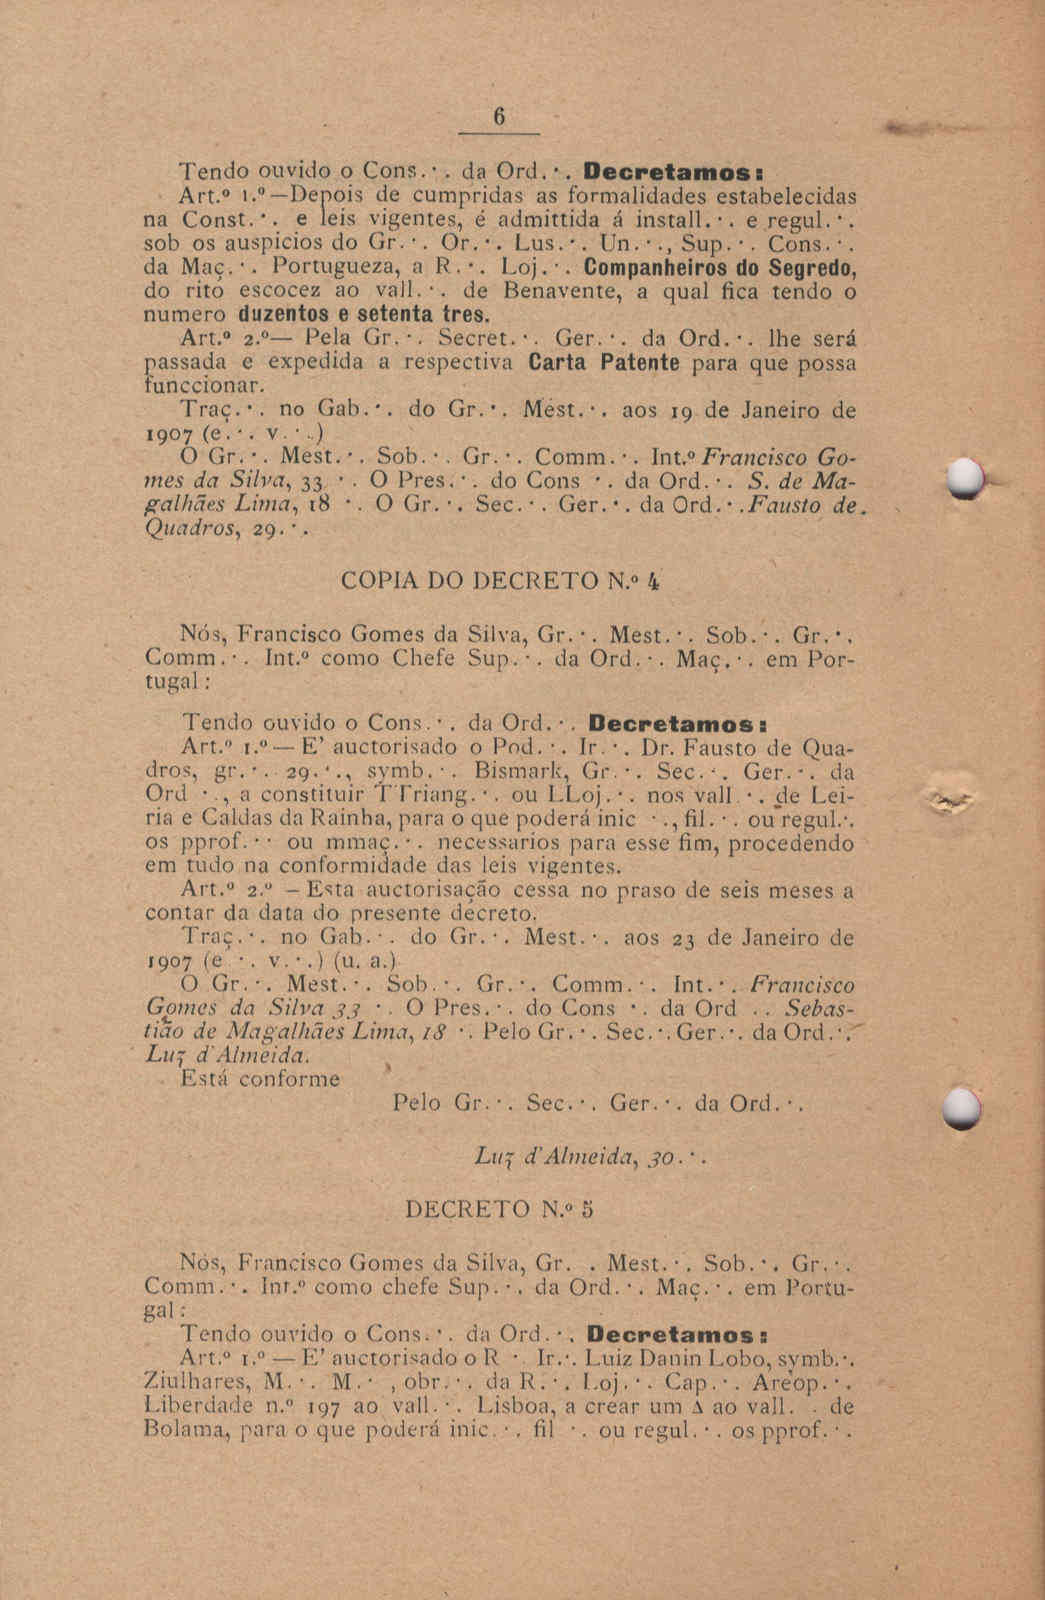 6
Tendo ouvido o Cons.·. da Ord.·. Decretamos:
Art.º 1.º—Depois de cumpridas as formalidades estabelecidas
na Const.·. e leis vigentes, é admittida á install.·. e regul.·.
sob os auspicios do Gr.·. Or.·. Lus.·. Un.·., Sup.·. Cons.·.
da Maç.·. Portugueza, a R.·. Loj.·. Companheiros do Segredo,
do rito escocez ao vall.·. de Benavente, a qual fica tendo o
numero duzentos e setenta tres.
Art.º 2.º— Pela Gr.·. Secret.·. Ger.·. da Ord.·. lhe será
passada e expedida a respectiva Carta Patente para que possa
funccionar.
Traç.·. no Gab.·. do Gr.·. Mest.·. aos 19 de Janeiro de
1907 (e.·. v.·.)
O Gr.·. Mest.·. Sob.·. Gr.·. Comm.·. Int.º Francisco Go-
mes da Silva, 33 ·. O Pres.·. do Cons ·. da Ord.·. S. de Ma-
galhães Lima, 18 ·. O Gr.·. Sec.·. Ger.·. da Ord.·. Fausto de
Quadros, 29.·.
COPIA DO DECRETO N.º 4
Nós, Francisco Gomes da Silva, Gr.·. Mest.·. Sob.·. Gr.·.
Comm.·. Int.º como Chefe Sup.·. da Ord.·. Maç.·. em Por-
tugal:
Tendo ouvido o Cons.·. da Ord.·. Decretamos:
Art.º 1.º— E' auctorisado o Pod.·. Ir.·. Dr. Fausto de Qua-
dros, gr.·. 29.·., symb.·. Bismark, Gr.·. Sec.·. Ger.·. da
Ord ·., a constituir TTriang.·. ou LLoj.·. nos vall ·. de Lei-
ria e Caldas da Rainha, para o que poderá inic ·., fil.·. ou regul.·.
os pprof.·· ou mmaç.·. necessarios para esse fim, procedendo
em tudo na conformidade das leis vigentes.
Art.º 2.º —Esta auctorisação cessa no praso de seis meses a
contar da data do presente decreto.
Traç.·. no Gab.·. do Gr.·. Mest.·. aos 23 de Janeiro de
1907 (e ·. v.·.) (u. a.)
O Gr.·. Mest.·. Sob.·. Gr.·. Comm.·. Int.·. Francisco
Gomes da Silva 33 ·. O Pres.·. do Cons ·. da Ord .. Sebas-
tião de Magalhães Lima, 18 ·. Pelo Gr.·. Sec.·. Ger.·. da Ord.·.
Luz d'Almeida.
Está conforme
Pelo Gr.·. Sec.·. Ger.·. da Ord.·.
Luz d'Almeida, 30.·.
DECRETO N.º 5
Nós, Francisco Gomes da Silva, Gr. . Mest.·. Sob.·. Gr.·.
Comm.·. Int.º como chefe Sup.·. da Ord.·. Maç.·. em Portu-
gal:
Tendo ouvido o Cons.·. da Ord.·. Decretamos:
Art.º 1.º — E' auctorisado o R ·. Ir.·. Luiz Danin Lobo, symb.·.
Ziulhares, M.·. M.· , obr.·. da R.·. Loj.·. Cap.·. Aréop.·.
Liberdade n.º 197 ao vall.·. Lisboa, a crear um Δ ao vall. . de
Bolama, para o que poderá inic.·. fil ·. ou regul.·. os pprof.·.